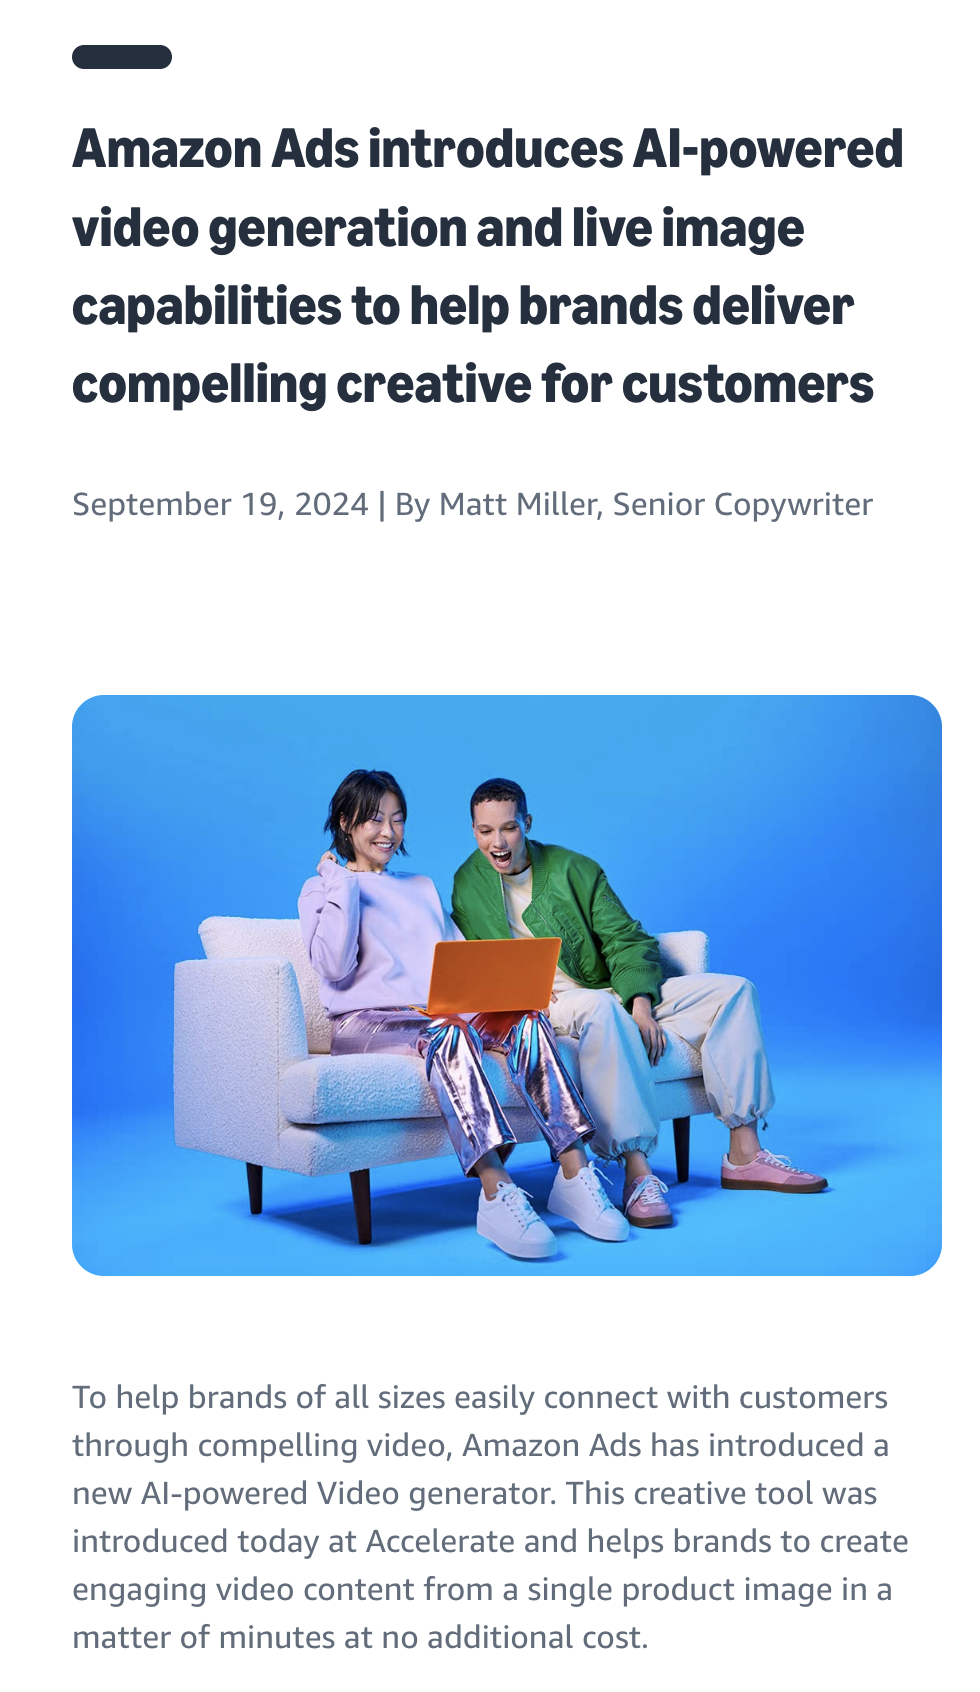 Amazon Ads introduces AI-powered
video generation and live image
capabilities to help brands deliver
compelling creative for customers
September 19, 2024 | By Matt Miller, Senior Copywriter
To help brands of all sizes easily connect with customers
through compelling video, Amazon Ads has introduced a
new AI-powered Video generator. This creative tool was
introduced today at Accelerate and helps brands to create
engaging video content from a single product image in a
matter of minutes at no additional cost.